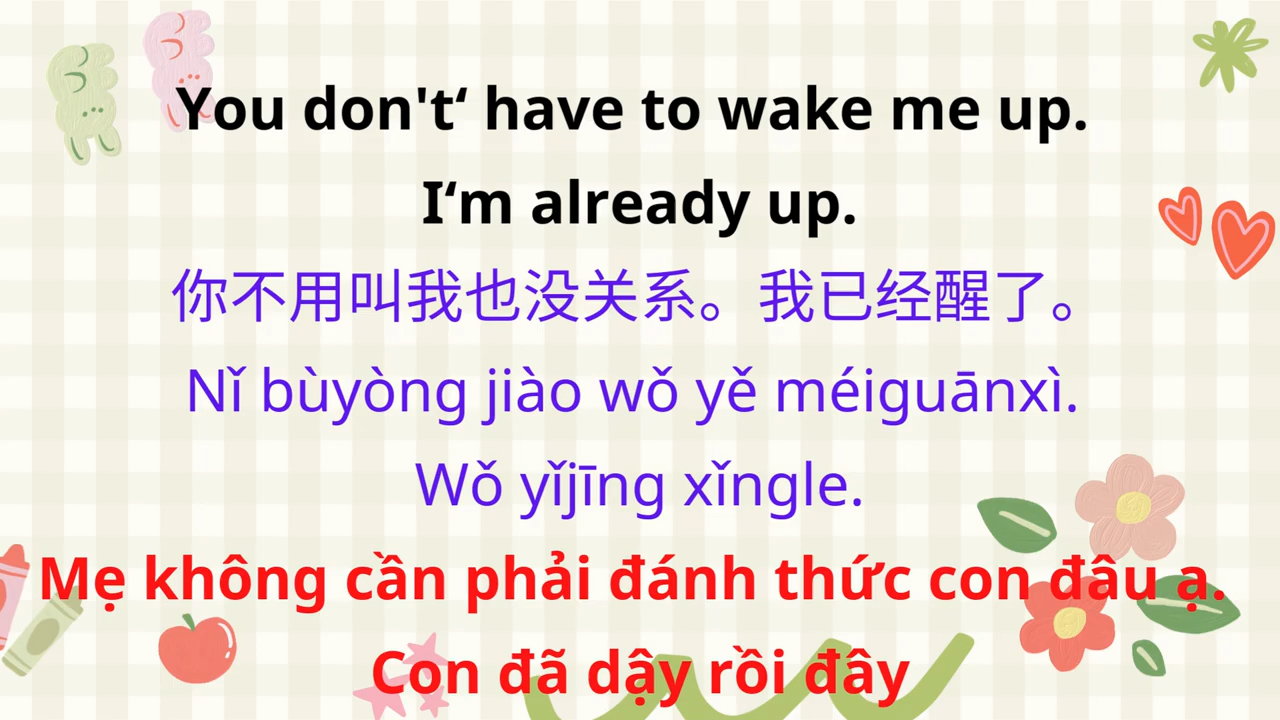 You don't‘ have to wake me up.
I‘m already up.
你不用叫我也没关系。我已经醒了。
Nǐ bùyòng jiào wǒ yě méiguānxì.
Wǒ yǐjīng xǐngle.
Mẹ không cần phải đánh thức con đâu ạ.
Con đã dậy rồi đây